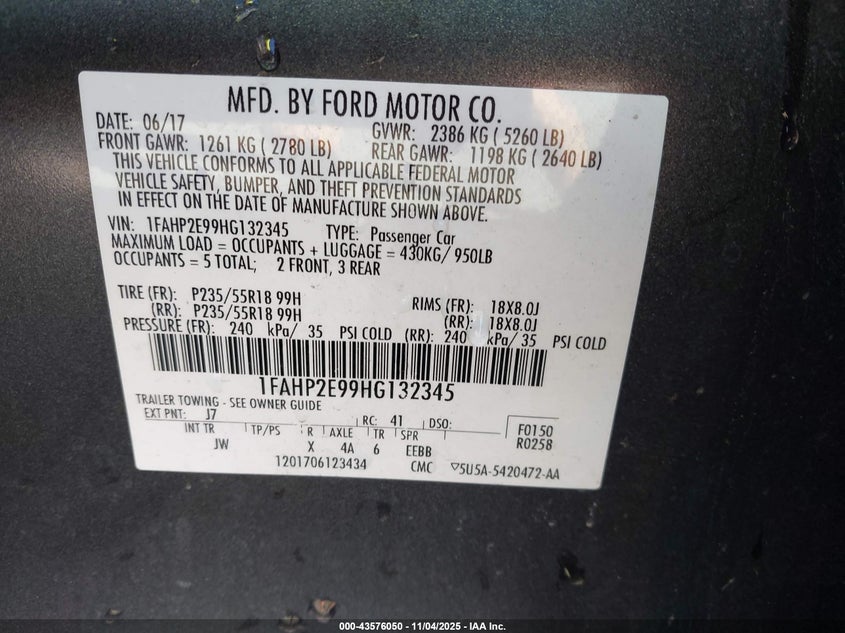 MFD. BY FORD MOTOR CO.
DATE: 06/17 GVWR: 2386 KG ( 5260 LB)
FRONT GAWR: 1261 KG ( 2780 LB) REAR GAWR: 1198 KG ( 2640 LB)
THIS VEHICLE CONFORMS TO ALL APPLICABLE FEDERAL MOTOR
VEHICLE SAFETY, BUMPER, AND THEFT PREVENTION STANDARDS
IN EFFECT ON THE DATE OF MANUFACTURE SHOWN ABOVE.
VIN: 1FAHP2E99HG132345 TYPE: Passenger Car
MAXIMUM LOAD = OCCUPANTS + LUGGAGE = 430KG/ 950LB
OCCUPANTS = 5 TOTAL; 2 FRONT, 3 REAR
TIRE (FR): P235/55R18 99H RIMS (FR): 18X8.0J
(RR): P235/55R18 99H (RR): 18X8.0J
PRESSURE (FR): 240 kPa/ 35 PSI COLD (RR): 240 kPa/ 35 PSI COLD
1FAHP2E99HG132345
TRAILER TOWING - SEE OWNER GUIDE
EXT PNT: J7 RC: 41 DSO: F0150
INT TR TP/PS R AXLE TR SPR R0258
JW X 4A 6 EEBB
1201706123434 CMC ▽5U5A-5420472-AA
000-43576050 - 11/04/2025 - IAA Inc.